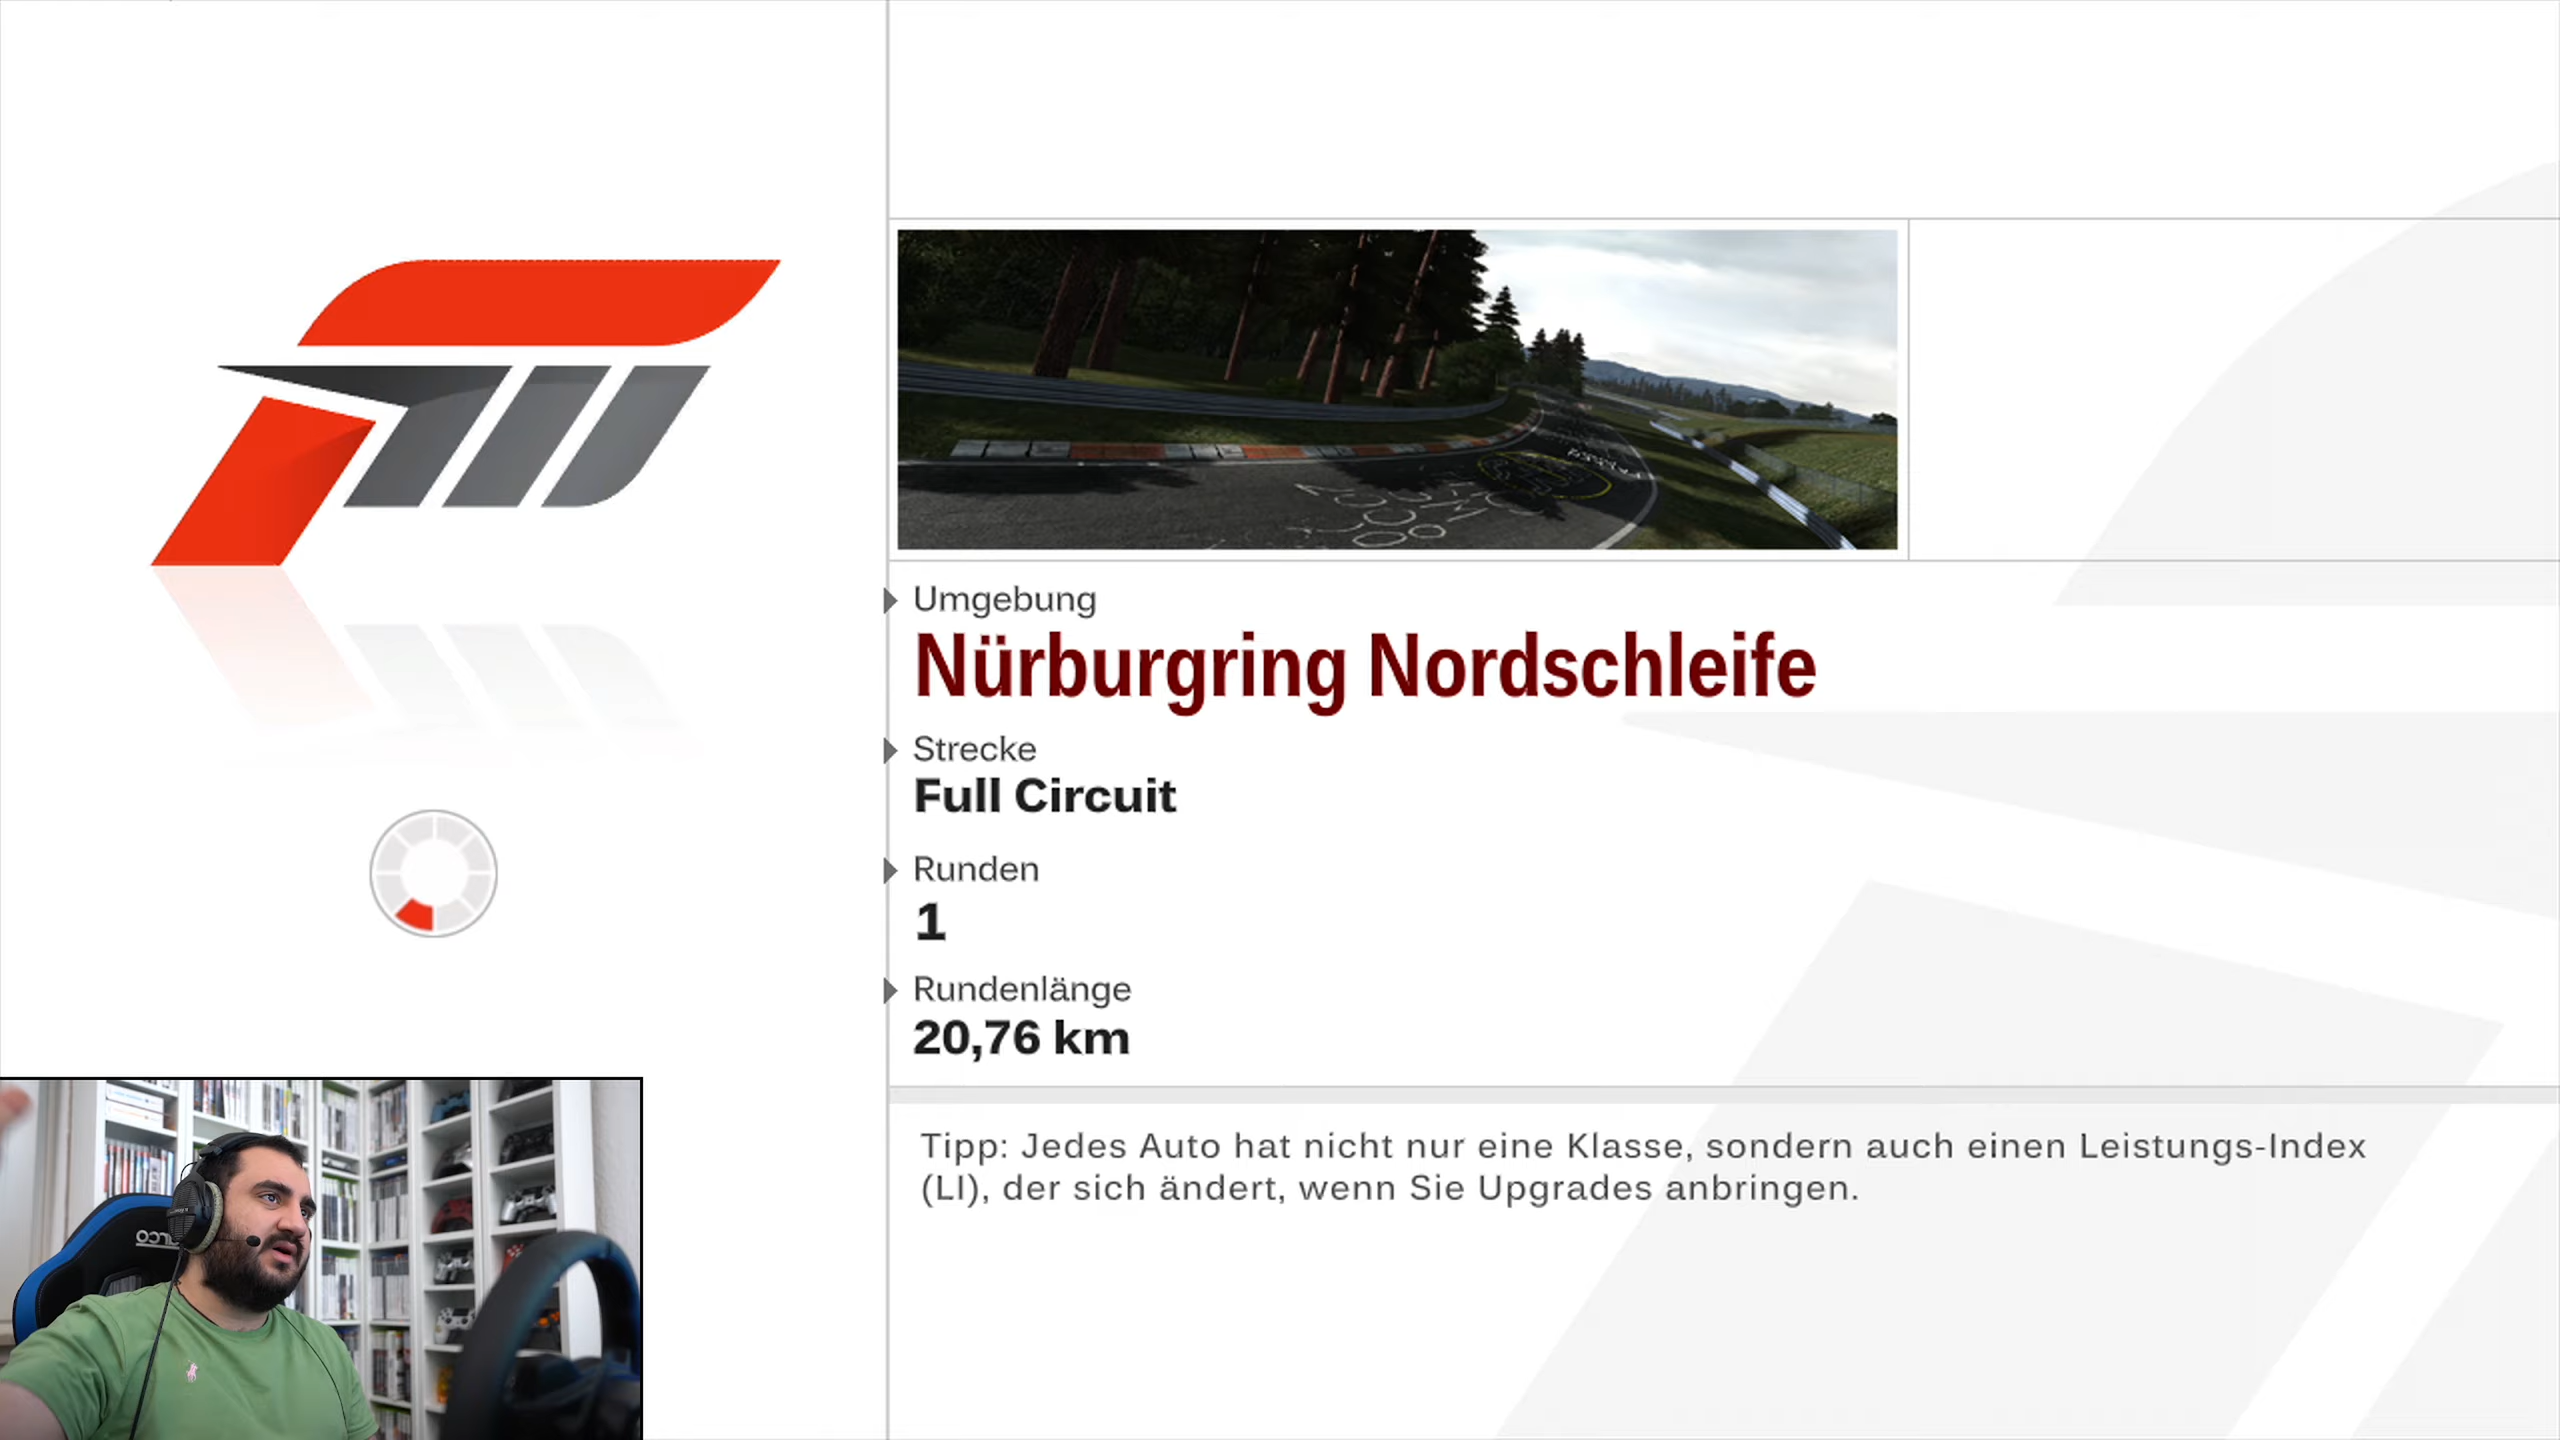 Umgebung
Nürburgring Nordschleife
Strecke
Full Circuit
Runden
1
Rundenlänge
20,76 km
Tipp: Jedes Auto hat nicht nur eine Klasse, sondern auch einen Leistungs-Index
(LI), der sich ändert, wenn Sie Upgrades anbringen.